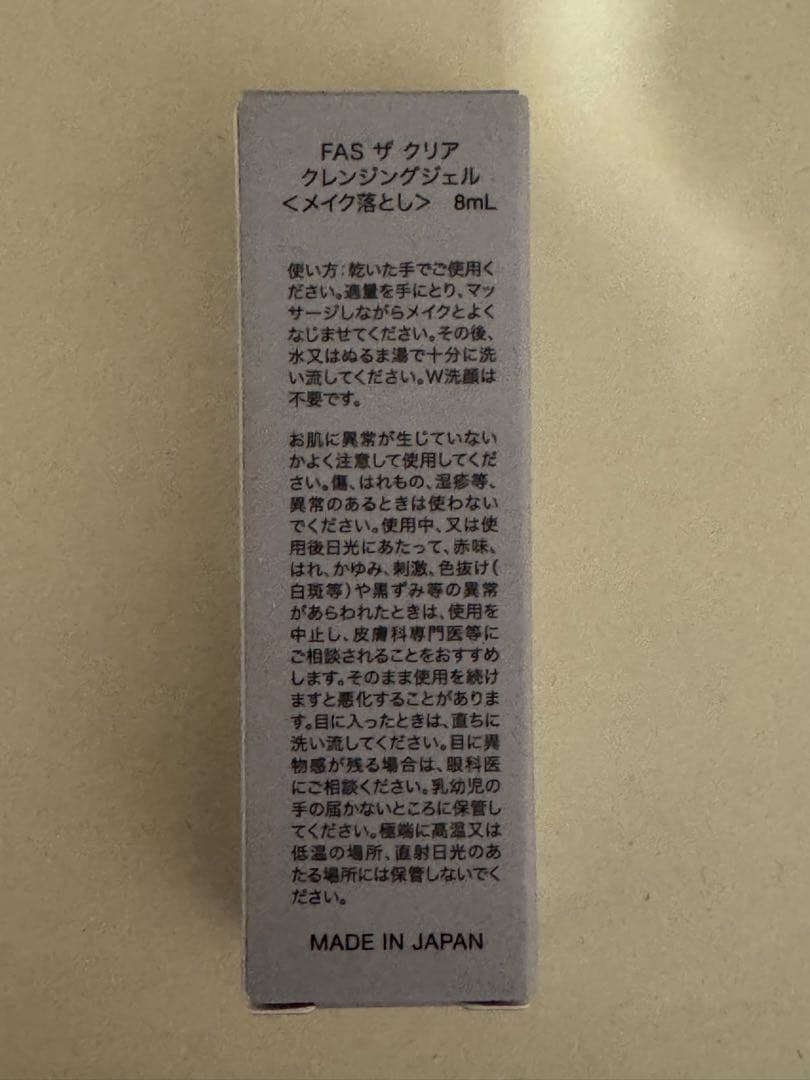 FAS ザ クリア
クレンジングジェル
＜メイク落とし＞ 8mL
使い方：乾いた手でご使用く
ださい。適量を手にとり、マッ
サージしながらメイクとよく
なじませてください。その後、
水又はぬるま湯で十分に洗
い流してください。W洗顔は
不要です。
お肌に異常が生じていない
かよく注意して使用してくだ
さい。傷、はれもの、湿疹等、
異常のあるときは使わない
でください。使用中、又は使
用後日光にあたって、赤味、
はれ、かゆみ、刺激、色抜け（
白斑等）や黒ずみ等の異常
があらわれたときは、使用を
中止し、皮膚科専門医等に
ご相談されることをおすすめ
します。そのまま使用を続け
ますと悪化することがありま
す。目に入ったときは、直ちに
洗い流してください。目に異
物感が残る場合は、眼科医
にご相談ください。乳幼児の
手の届かないところに保管し
てください。極端に高温又は
低温の場所、直射日光のあ
たる場所には保管しないでく
ださい。
MADE IN JAPAN